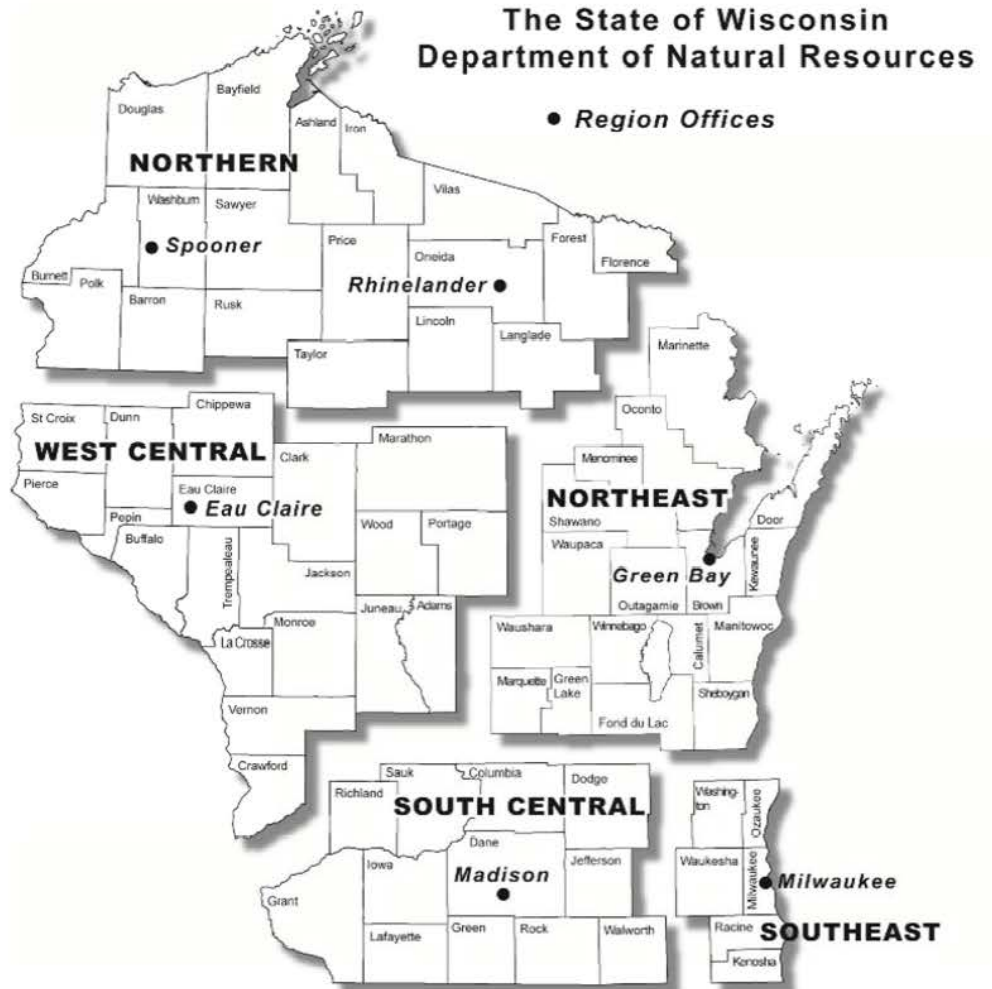 The State of Wisconsin
Department of Natural Resources
Region Offices
Douglas
Bayfield
Ashland
Iron
NORTHERN
Vilas
Washburn
Sawyer
Spooner
Price
Forest
Florence
Oneida
Rhinelander
Burnett
Polk
Barron
Rusk
Lincoln
Langlade
Taylor
Marinette
St Croix
Dunn
Chippewa
Oconto
WEST CENTRAL
Clark
Marathon
Menominee
Pierce
Eau Claire
Eau Claire
NORTHEAST
Pepin
Buffalo
Wood
Portage
Shawano
Door
Waupaca
Trempealeau
Jackson
Green Bay
Kewaunee
Juneau
Adams
Outagamie
Brown
Monroe
La Crosse
Waushara
Winnebago
Calumet
Manitowoc
Marquette
Green
Lake
Sheboygan
Vernon
Fond du Lac
Crawford
Sauk
Columbia
Dodge
Richland
SOUTH CENTRAL
Washing-
ton
Ozaukee
Dane
Iowa
Jefferson
Waukesha
Milwaukee
Madison
Milwaukee
Grant
Lafayette
Green
Rock
Walworth
Racine
SOUTHEAST
Kenosha